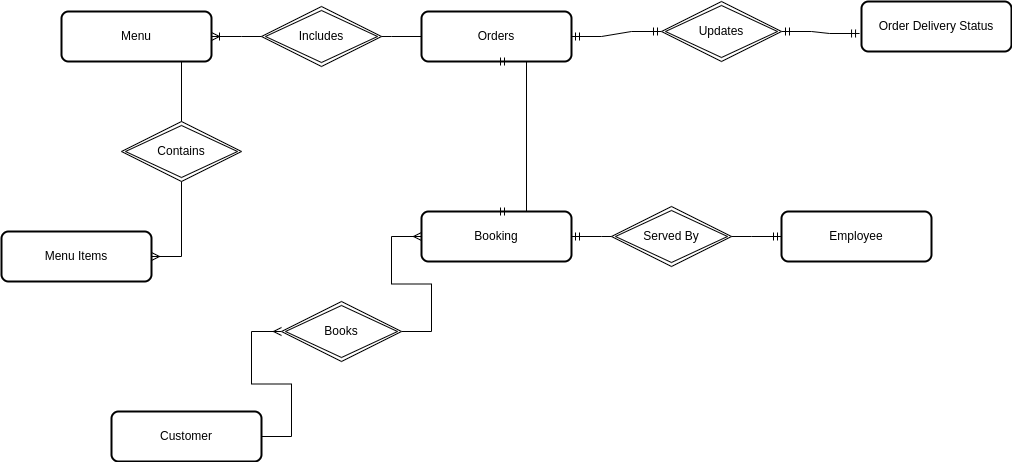 Menu
Includes
Orders
Updates
Order Delivery Status
Contains
Menu Items
Booking
Served By
Employee
Books
Customer